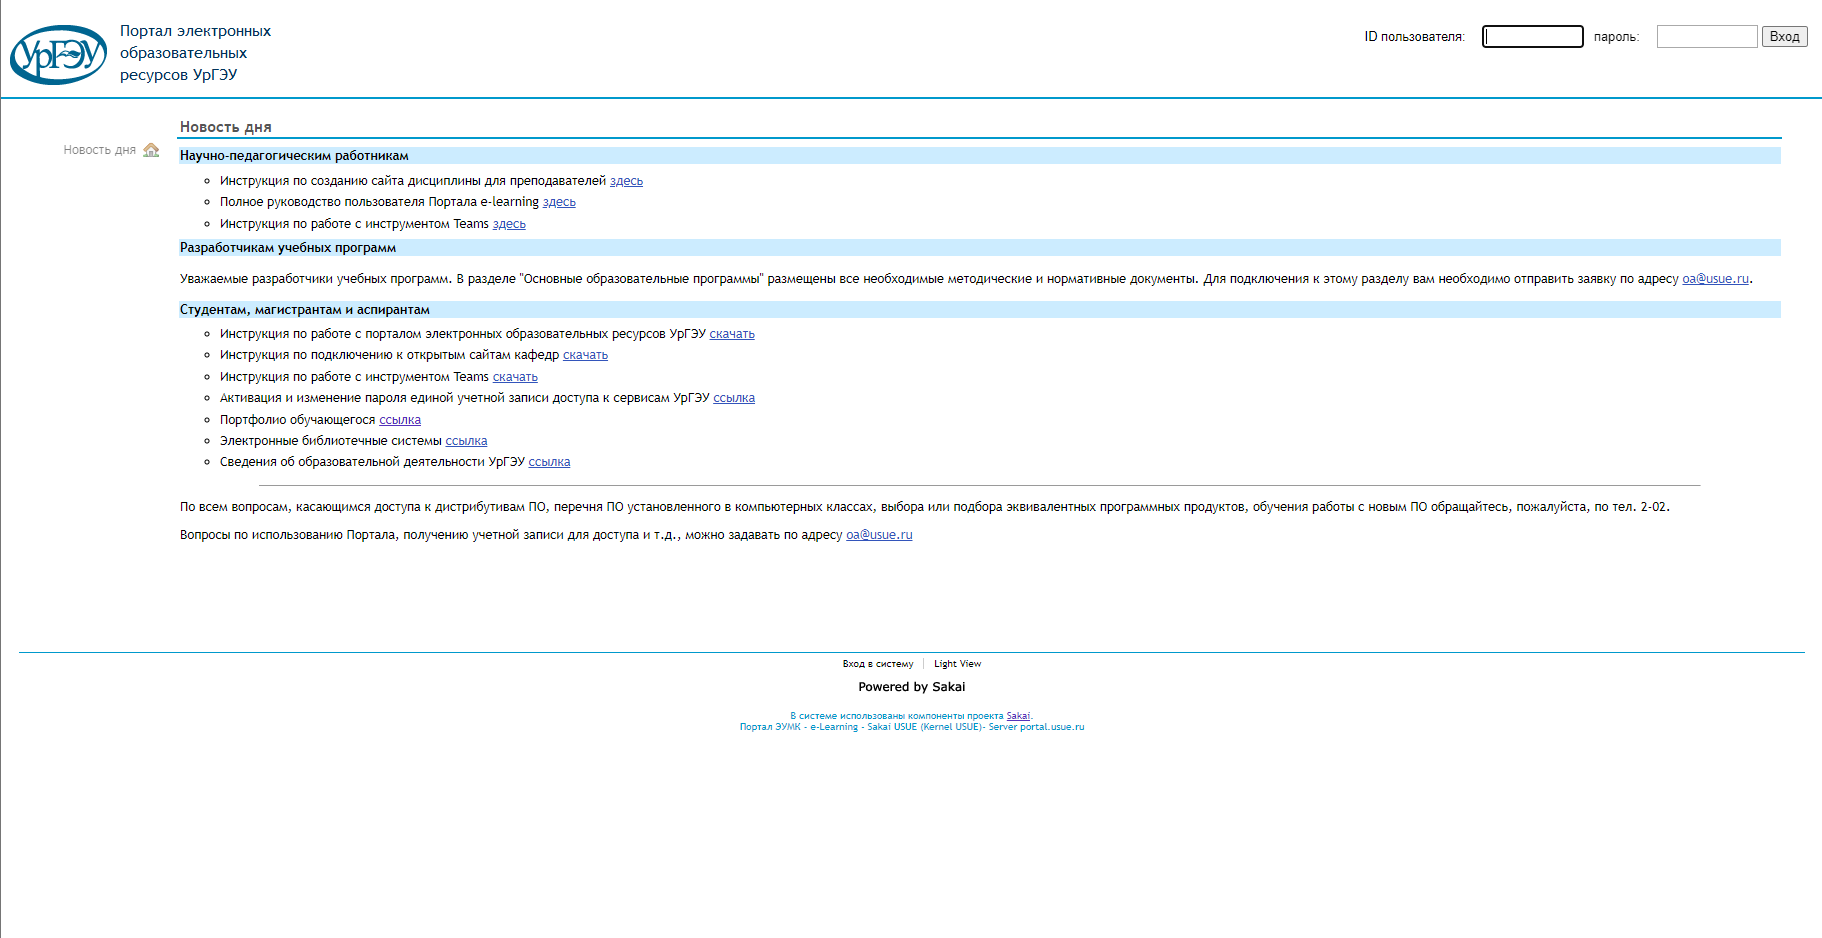 УрГЭУ
Портал электронных
образовательных
ресурсов УрГЭУ
ID пользователя: пароль: Вход
Новость дня
Новость дня
Научно-педагогическим работникам
Инструкция по созданию сайта дисциплины для преподавателей здесь
Полное руководство пользователя Портала e-learning здесь
Инструкция по работе с инструментом Teams здесь
Разработчикам учебных программ
Уважаемые разработчики учебных программ. В разделе "Основные образовательные программы" размещены все необходимые методические и нормативные документы. Для подключения к этому разделу вам необходимо отправить заявку по адресу oa@usue.ru.
Студентам, магистрантам и аспирантам
Инструкция по работе с порталом электронных образовательных ресурсов УрГЭУ скачать
Инструкция по подключению к открытым сайтам кафедр скачать
Инструкция по работе с инструментом Teams скачать
Активация и изменение пароля единой учетной записи доступа к сервисам УрГЭУ ссылка
Портфолио обучающегося ссылка
Электронные библиотечные системы ссылка
Сведения об образовательной деятельности УрГЭУ ссылка
По всем вопросам, касающимся доступа к дистрибутивам ПО, перечня ПО установленного в компьютерных классах, выбора или подбора эквивалентных программных продуктов, обучения работы с новым ПО обращайтесь, пожалуйста, по тел. 2-02.
Вопросы по использованию Портала, получению учетной записи для доступа и т.д., можно задавать по адресу oa@usue.ru
Вход в систему | Light View
Powered by Sakai
В системе использованы компоненты проекта Sakai.
Портал ЭУМК - e-Learning - Sakai USUE (Kernel USUE)- Server portal.usue.ru